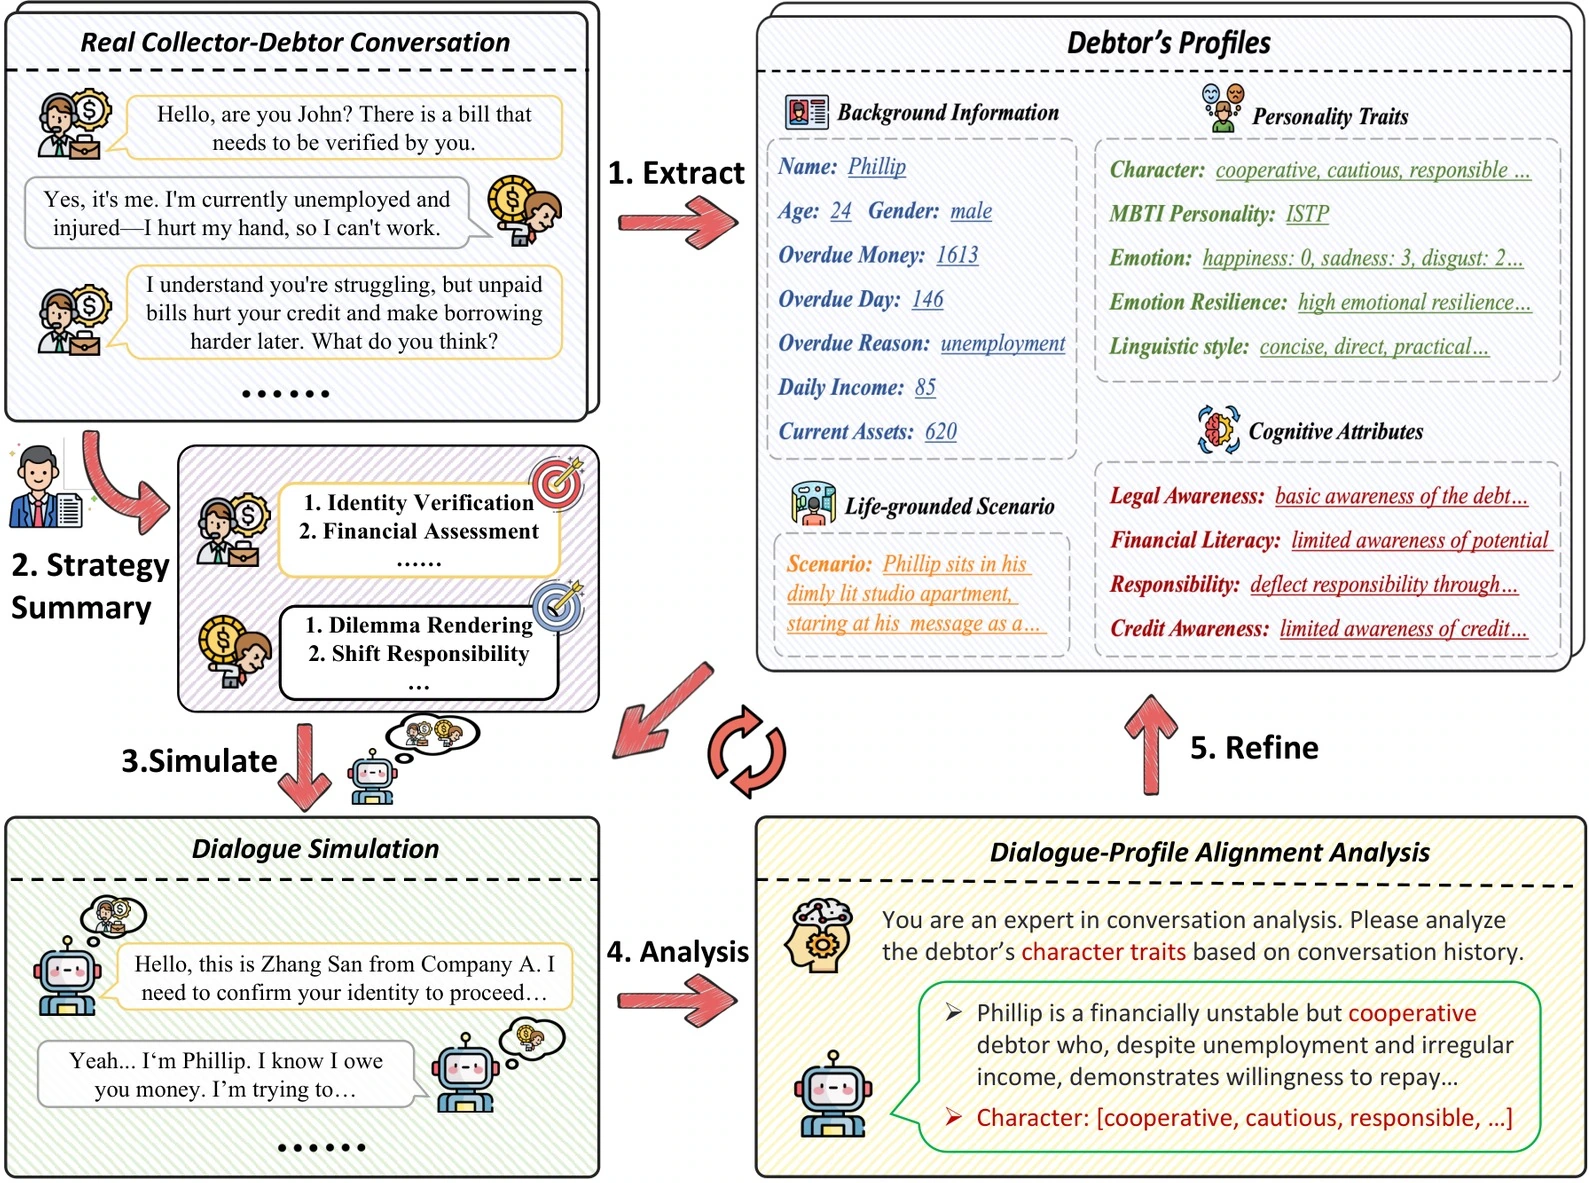 Real Collector-Debtor Conversation
Hello, are you John? There is a bill that
needs to be verified by you.
Yes, it's me. I'm currently unemployed and
injured—I hurt my hand, so I can't work.
I understand you're struggling, but unpaid
bills hurt your credit and make borrowing
harder later. What do you think?
......
1. Extract
Debtor's Profiles
Background Information
Name: Phillip
Age: 24 Gender: male
Overdue Money: 1613
Overdue Day: 146
Overdue Reason: unemployment
Daily Income: 85
Current Assets: 620
Life-grounded Scenario
Scenario: Phillip sits in his
dimly lit studio apartment,
staring at his message as a...
Personality Traits
Character: cooperative, cautious, responsible ...
MBTI Personality: ISTP
Emotion: happiness: 0, sadness: 3, disgust: 2...
Emotion Resilience: high emotional resilience...
Linguistic style: concise, direct, practical...
Cognitive Attributes
Legal Awareness: basic awareness of the debt...
Financial Literacy: limited awareness of potential
Responsibility: deflect responsibility through...
Credit Awareness: limited awareness of credit...
2. Strategy
Summary
1. Identity Verification
2. Financial Assessment
......
1. Dilemma Rendering
2. Shift Responsibility
...
3.Simulate
Dialogue Simulation
Hello, this is Zhang San from Company A. I
need to confirm your identity to proceed...
Yeah... I‘m Phillip. I know I owe
you money. I’m trying to...
......
4. Analysis
Dialogue-Profile Alignment Analysis
You are an expert in conversation analysis. Please analyze
the debtor’s character traits based on conversation history.
➢ Phillip is a financially unstable but cooperative
debtor who, despite unemployment and irregular
income, demonstrates willingness to repay...
➢ Character: [cooperative, cautious, responsible, ...]
5. Refine